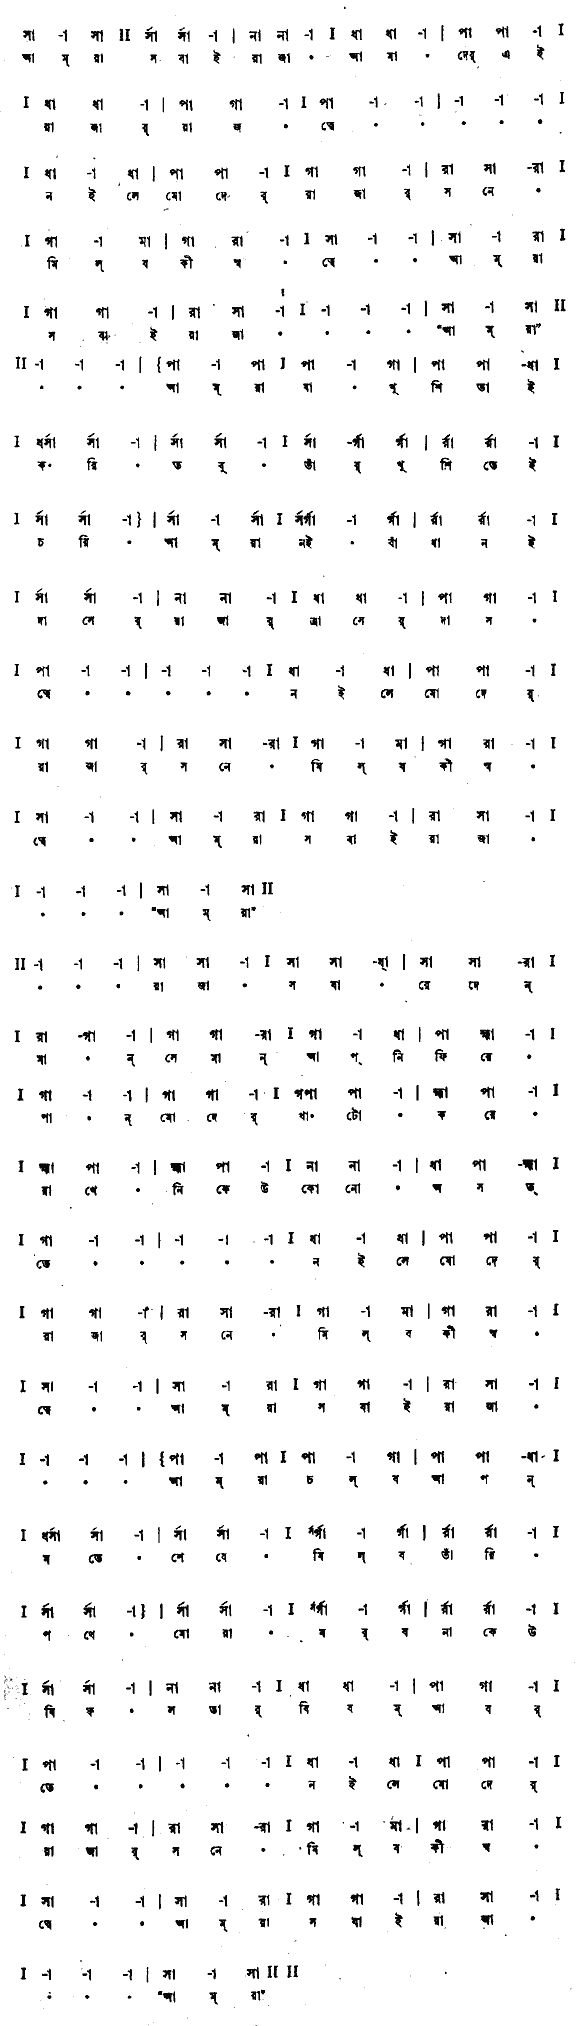 সা -া সা II র্সা র্সা -া | না না -া I ধা ধা -া | পা পা -া I
আ ম্ রা স বা ই রা জা • আ মা • দের্ এ ই
I ধা ধা -া | পা গা -া I পা -া -া | -া -া -া I
রা জা র্ রা জ • ত্বে • • • • •
I ধা -া ধা | পা পা -া I গা গা -া | রা সা -রা I
ন ই লে মো দে র্ রা জা র্ স নে •
I গা -া মা | গা রা -া I সা -া -া | সা -া রা I
মি ল্ ব কী স্ব • ত্বে • • আ ম্ রা
I গা গা -া | রা সা -া I -া -া -া | সা -া সা II
স বা ই রা জা • • • • "আ ম্ রা"
II -া -া -া | {পা -া পা I পা -া গা | পা পা -ধা I
• • • আ ম্ রা যা • খু শি তা ই
I ধর্সা র্সা -া | র্সা র্সা -া I র্সা -র্গা র্গা | র্রা র্রা -া I
ক• রি • ত বু • তাঁ র্ খু শি তে ই
I র্সা র্সা -া} | র্সা -া র্সা I র্সর্গা -া র্গা | র্রা র্রা -া I
চ রি • আ ম্ রা নই • বাঁ ধা ন ই
I র্সা র্সা -া | না না -া I ধা ধা -া | পা গা -া I
দা সে র্ রা জা র্ ত্রা সে র্ দা স •
I পা -া -া | -া -া -া I ধা -া ধা | পা পা -া I
ত্বে • • • • • ন ই লে মো দে র্
I গা গা -া | রা সা -রা I গা -া মা | গা রা -া I
রা জা র্ স নে • মি ল্ ব কী স্ব •
I সা -া -া | সা -া রা I গা গা -া | রা সা -া I
ত্বে • • আ ম্ রা স বা ই রা জা •
I -া -া -া | সা -া সা II
• • • "আ ম্ রা"
II -া -া -া | সা সা -া I সা সা -ধ্া | সা সা -রা I
• • • রা জা • স বা • রে দে ন্
I রা -গা -া | গা গা -রা I গা -া ধা | পা হ্মা -া I
মা • ন্ সে মা ন্ আ প্ নি ফি রে •
I গা -া -া | গা গা -া I গপা পা -া | হ্মা পা -া I
পা • ন্ মো দে র্ খা• টো • ক রে •
I হ্মা পা -া | হ্মা পা -া I না না -া | ধা পা -হ্মা I
রা খে • নি কে উ কো নো • অ স ত্
I গা -া -া | -া -া -া I ধা -া ধা | পা পা -া I
তে • • • • • ন ই লে মো দে র্
I গা গা -া | রা সা -রা I গা -া মা | গা রা -া I
রা জা র্ স নে • মি ল্ ব কী স্ব •
I সা -া -া | সা -া রা I গা গা -া | রা সা -া I
ত্বে • • আ ম্ রা স বা ই রা জা •
I -া -া -া | {পা -া পা I পা -া গা | পা পা -ধা I
• • • আ ম্ রা চ ল্ ব আ প ন্
I ধর্সা র্সা -া | র্সা র্সা -া I র্সর্গা -া র্গা | র্রা র্রা -া I
ম তে • শে ষে • মি ল্ ব তাঁ রি •
I র্সা র্সা -া} | র্সা র্সা -া I র্সর্গা -া র্গা | র্রা র্রা -া I
প থে • মো রা • ম র্ ব না কে উ
I র্সা র্সা -া | না না -া I ধা ধা -া | পা গা -া I
বি ফ • ল তা র্ বি ষ ম্ আ ব র্
I পা -া -া | -া -া -া I ধা -া ধা I পা পা -া I
তে • • • • • ন ই লে মো দে র্
I গা গা -া | রা সা -রা I গা -া মা | গা রা -া I
রা জা র্ স নে • মি ল্ ব কী স্ব •
I সা -া -া | সা -া রা I গা গা -া | রা সা -া I
ত্বে • • আ ম্ রা স বা ই রা জা •
I -া -া -া | সা -া সা II II
• • • "আ ম্ রা"